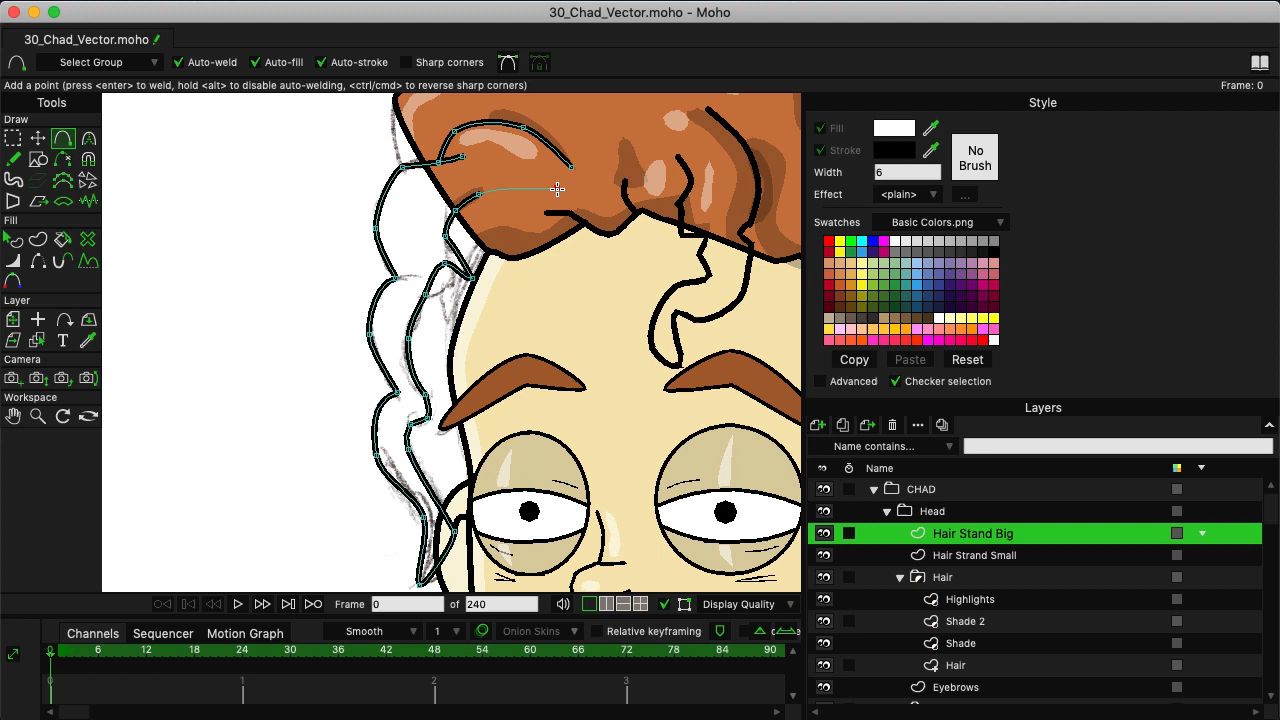 30_Chad_Vector.moho - Moho
30_Chad_Vector.moho
Select Group
Auto-weld
Auto-fill
Auto-stroke
Sharp corners
Add a point (press <enter> to weld, hold <alt> to disable auto-welding, <ctrl/cmd> to reverse sharp corners)
Frame: 0
Tools
Draw
Fill
Layer
Camera
Workspace
Style
Fill
Stroke
No Brush
Width
6
Effect
<plain>
...
Swatches
Basic Colors.png
Copy
Paste
Reset
Advanced
Checker selection
Layers
Name contains...
Name
CHAD
Head
Hair Stand Big
Hair Strand Small
Hair
Highlights
Shade 2
Shade
Hair
Eyebrows
Frame
0
of
240
Display Quality
Channels
Sequencer
Motion Graph
Smooth
1
Onion Skins
Relative keyframing
0 6 12 18 24 30 36 42 48 54 60 66 72 78 84 90
0 1 2 3